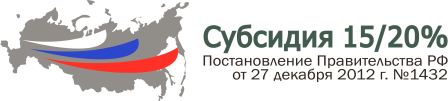 Субсидия 15/20%
Постановление Правительства РФ
от 27 декабря 2012 г. №1432